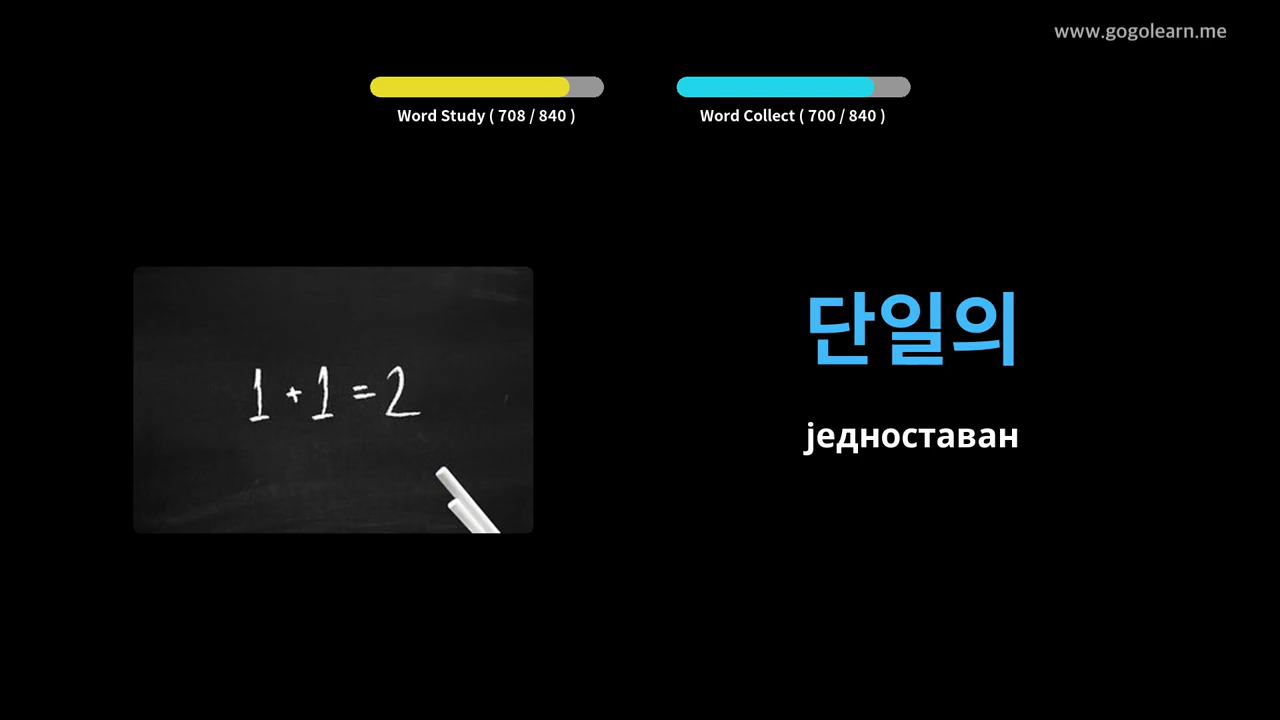 www.gogolearn.me
Word Study ( 708 / 840 )
Word Collect ( 700 / 840 )
1 + 1 = 2
단일의
једноставан